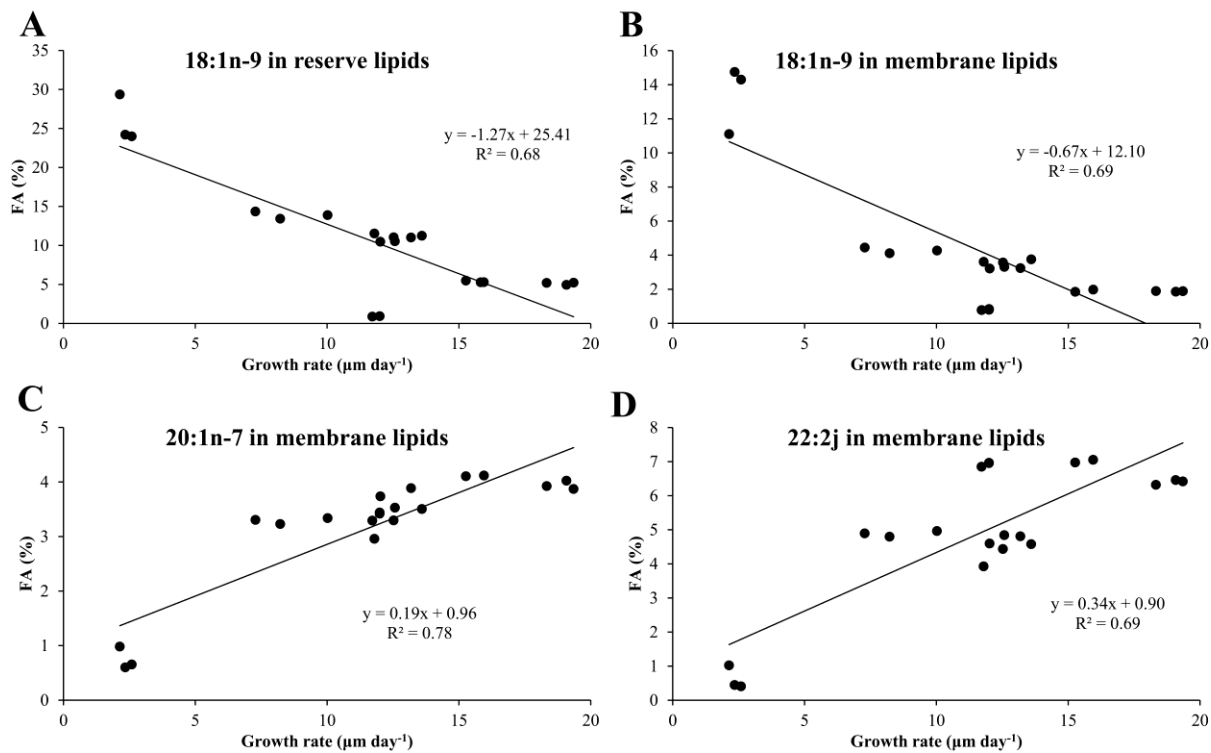 A
18:1n-9 in reserve lipids
35
30
25
20
15
10
5
0
FA (%)
y = -1.27x + 25.41
R² = 0.68
0 5 10 15 20
Growth rate (µm day⁻¹)
B
18:1n-9 in membrane lipids
16
14
12
10
8
6
4
2
0
FA (%)
y = -0.67x + 12.10
R² = 0.69
0 5 10 15 20
Growth rate (µm day⁻¹)
C
20:1n-7 in membrane lipids
5
4
3
2
1
0
FA (%)
y = 0.19x + 0.96
R² = 0.78
0 5 10 15 20
Growth rate (µm day⁻¹)
D
22:2j in membrane lipids
8
7
6
5
4
3
2
1
0
FA (%)
y = 0.34x + 0.90
R² = 0.69
0 5 10 15 20
Growth rate (µm day⁻¹)